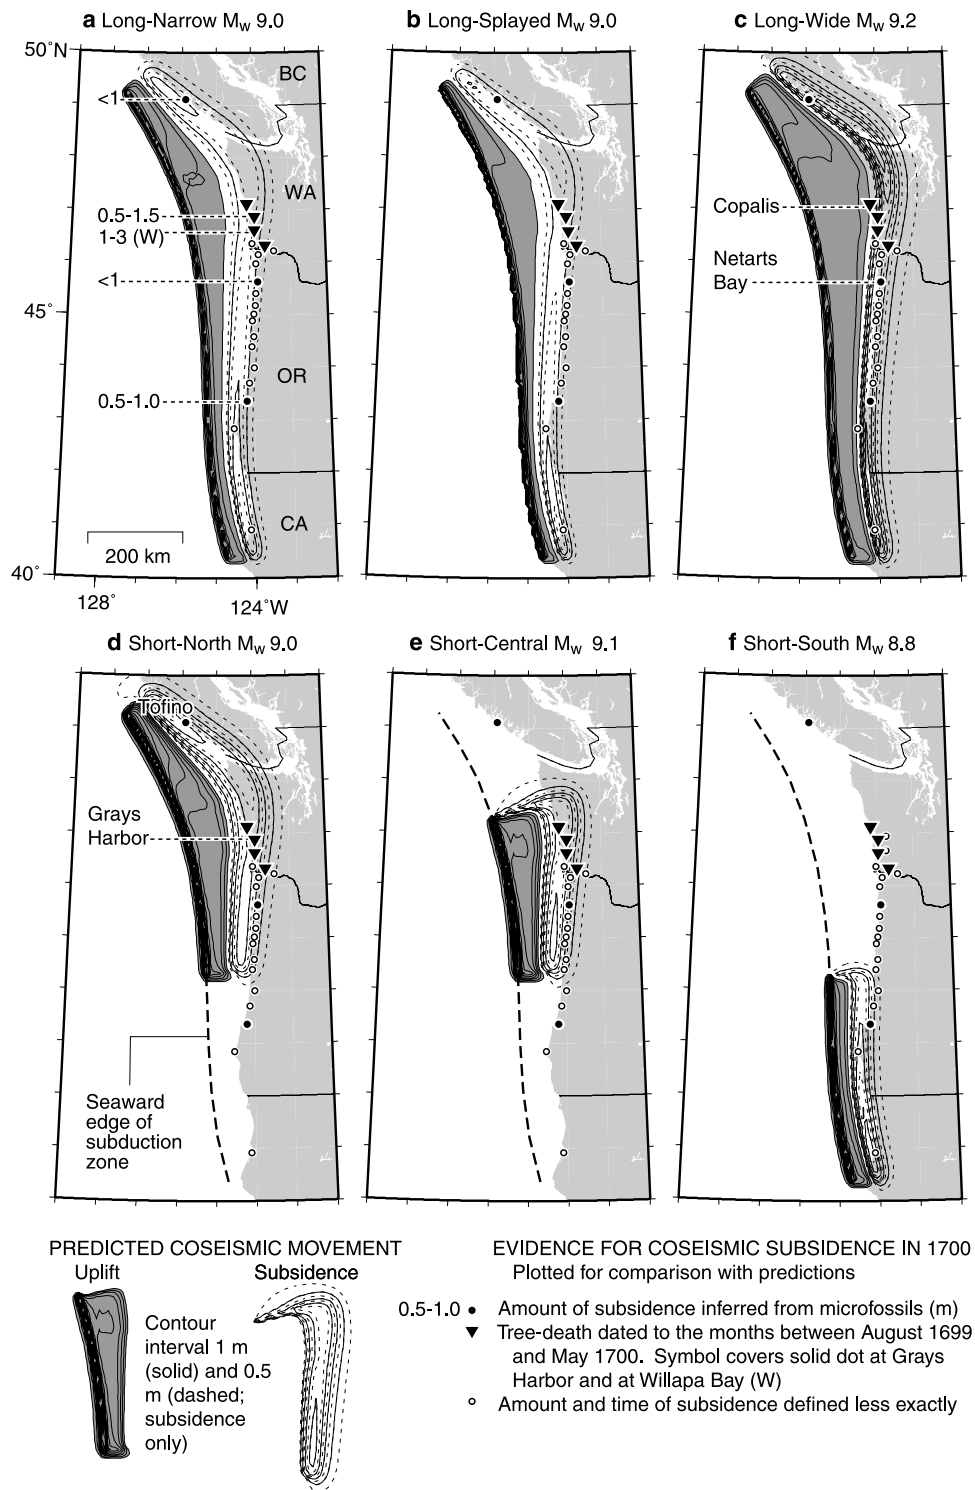 a Long-Narrow Mw 9.0
b Long-Splayed Mw 9.0
c Long-Wide Mw 9.2
50˚N
BC
<1
WA
0.5-1.5
1-3 (W)
<1
45˚
OR
0.5-1.0
CA
200 km
40˚
128˚
124˚W
Copalis
Netarts
Bay
d Short-North Mw 9.0
e Short-Central Mw 9.1
f Short-South Mw 8.8
Tofino
Grays
Harbor
Seaward
edge of
subduction
zone
PREDICTED COSEISMIC MOVEMENT
Uplift
Subsidence
Contour
interval 1 m
(solid) and 0.5
m (dashed;
subsidence
only)
EVIDENCE FOR COSEISMIC SUBSIDENCE IN 1700
Plotted for comparison with predictions
0.5-1.0 • Amount of subsidence inferred from microfossils (m)
▼ Tree-death dated to the months between August 1699
and May 1700. Symbol covers solid dot at Grays
Harbor and at Willapa Bay (W)
○ Amount and time of subsidence defined less exactly